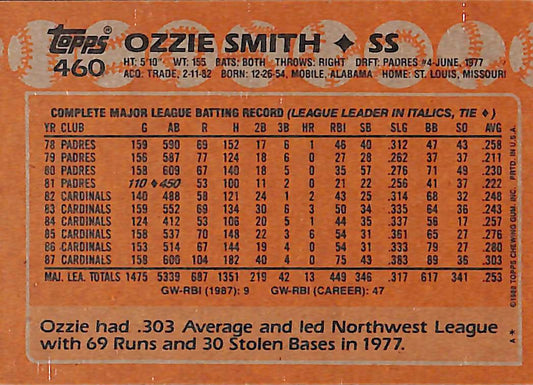 topps OZZIE SMITH ✦ SS
460 HT: 5'10" WT: 155 BATS: BOTH THROWS: RIGHT DRFT: PADRES #4-JUNE, 1977
ACQ: TRADE, 2-11-82 BORN: 12-26-54, MOBILE, ALABAMA HOME: ST. LOUIS, MISSOURI
COMPLETE MAJOR LEAGUE BATTING RECORD (LEAGUE LEADER IN ITALICS, TIE ✦)
YR CLUB G AB R H 2B 3B HR RBI SB SLG BB SO AVG
78 PADRES 159 590 69 152 17 6 1 46 40 .312 47 43 .258
79 PADRES 156 587 77 124 18 6 0 27 28 .262 37 37 .211
80 PADRES 158 609 67 140 18 5 0 35 57 .276 71 49 .230
81 PADRES 110 ✦450 53 100 11 2 0 21 22 .256 41 37 .222
82 CARDINALS 140 488 58 121 24 1 2 43 25 .314 68 32 .248
83 CARDINALS 159 552 69 134 30 6 3 50 34 .335 64 36 .243
84 CARDINALS 124 412 53 106 20 5 1 44 35 .337 56 17 .257
85 CARDINALS 158 537 70 148 22 3 6 54 31 .361 65 27 .276
86 CARDINALS 153 514 67 144 19 4 0 54 31 .333 79 27 .280
87 CARDINALS 158 600 104 182 40 4 0 75 43 .383 89 36 .303
MAJ. LEA. TOTALS 1475 5339 687 1351 219 42 13 449 346 .317 617 341 .253
GW-RBI (1987): 9 GW-RBI (CAREER): 47
Ozzie had .303 Average and led Northwest League
with 69 Runs and 30 Stolen Bases in 1977.
A* ©1988 TOPPS CHEWING GUM, INC. PRTD. IN U.S.A.